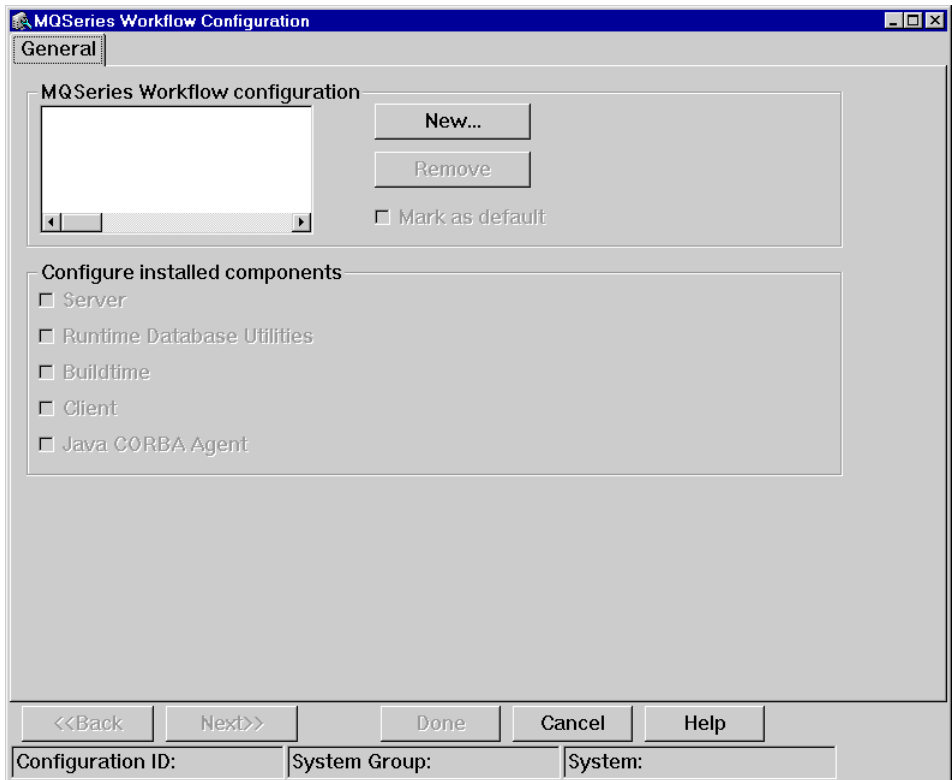 MQSeries Workflow Configuration
General
MQSeries Workflow configuration
New...
Remove
Mark as default
Configure installed components
Server
Runtime Database Utilities
Buildtime
Client
Java CORBA Agent
<<Back Next>> Done Cancel Help
Configuration ID: System Group: System: